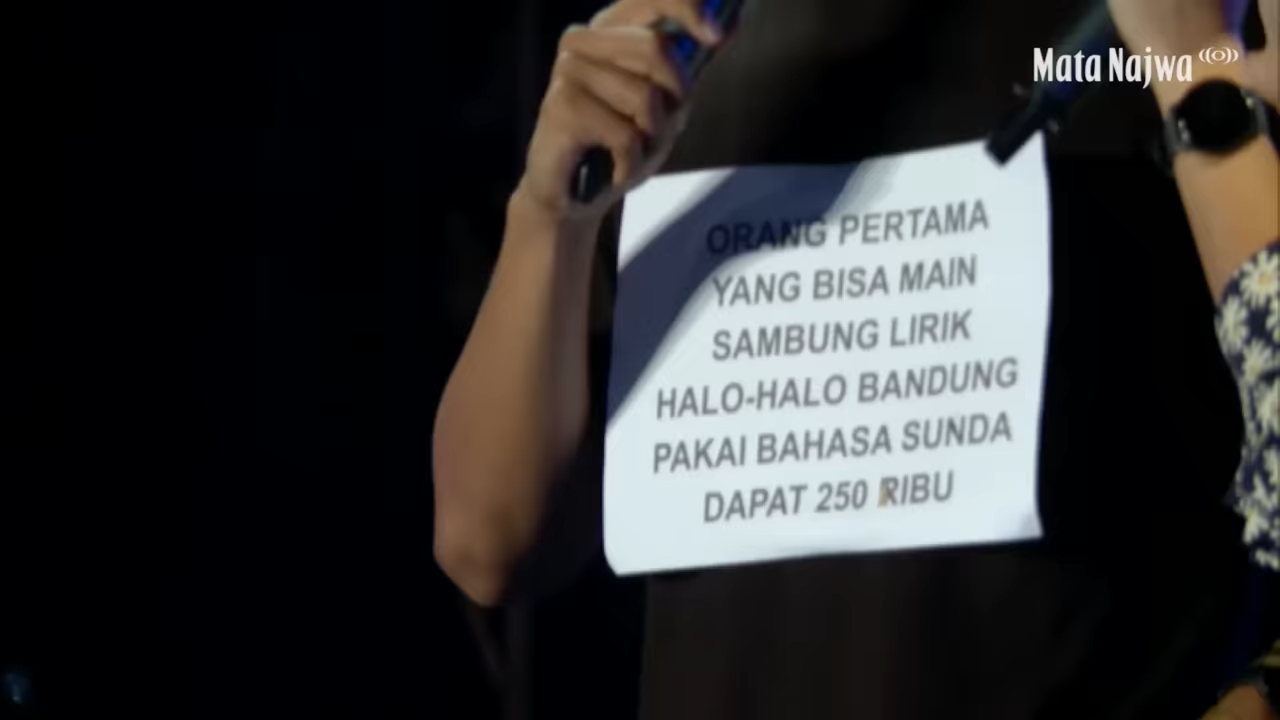 Mata Najwa
ORANG PERTAMA
YANG BISA MAIN
SAMBUNG LIRIK
HALO-HALO BANDUNG
PAKAI BAHASA SUNDA
DAPAT 250 RIBU